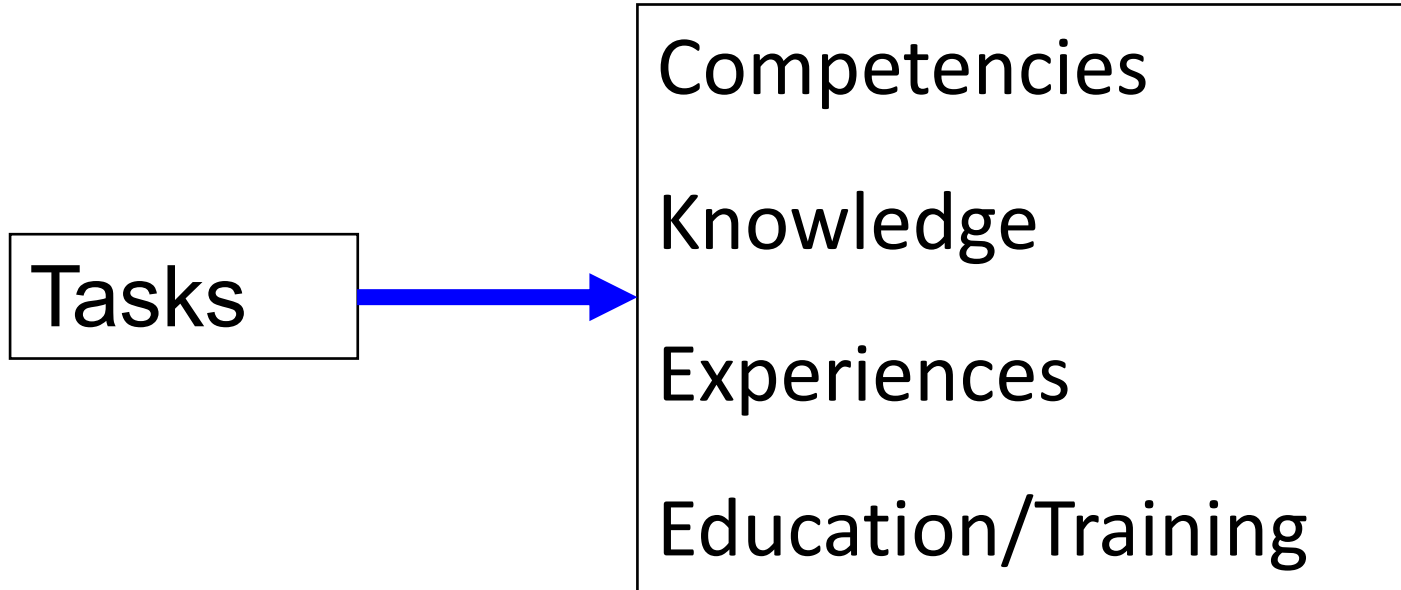 Competencies
Knowledge
Tasks
Experiences
Education/Training